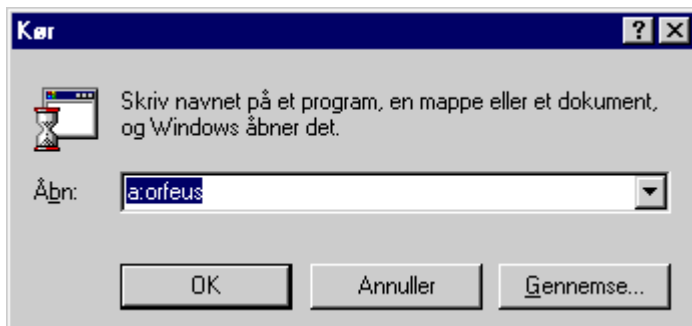 Kør
Skriv navnet på et program, en mappe eller et dokument,
og Windows åbner det.
Åbn: a:orfeus
OK Annuller Gennemse...